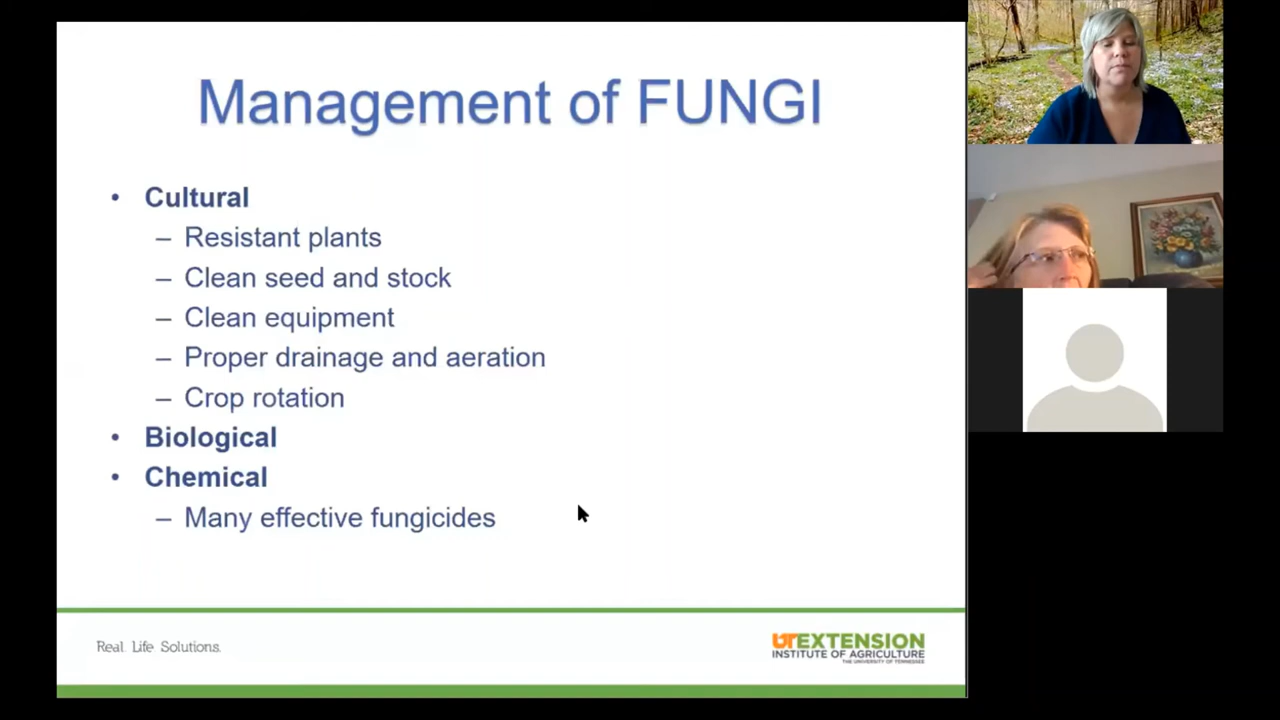 Management of FUNGI
• Cultural
– Resistant plants
– Clean seed and stock
– Clean equipment
– Proper drainage and aeration
– Crop rotation
• Biological
• Chemical
– Many effective fungicides
Real. Life. Solutions.
UTEXTENSION
INSTITUTE OF AGRICULTURE
THE UNIVERSITY OF TENNESSEE